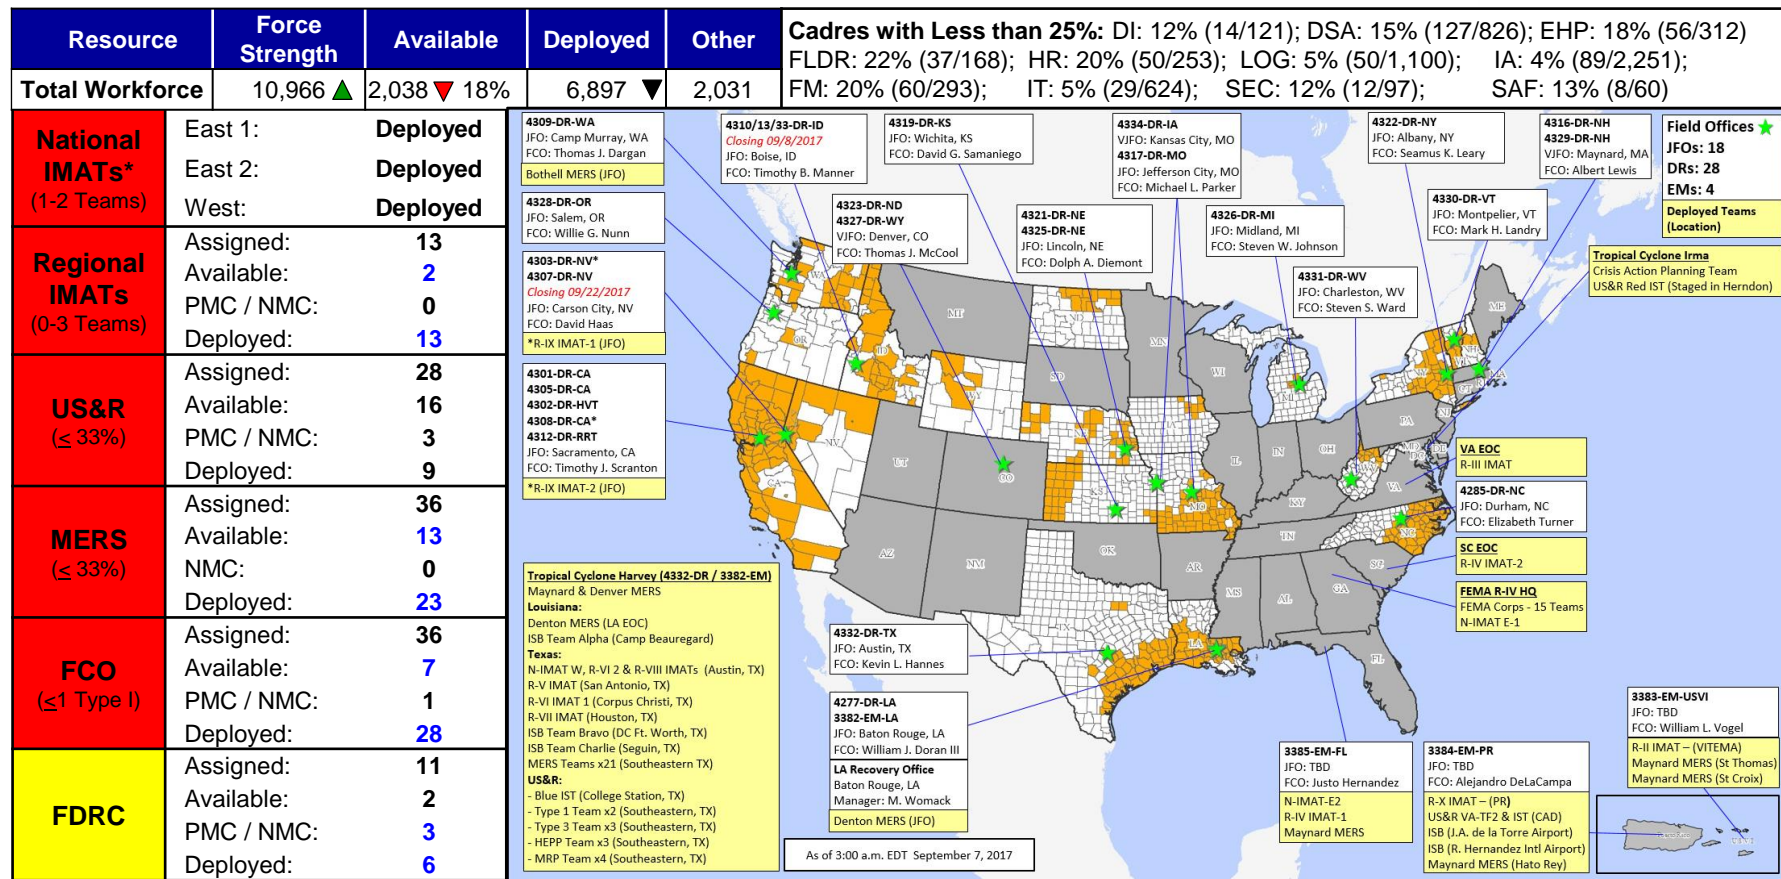 Resource Force Strength Available Deployed Other
Total Workforce 10,966 2,038 18% 6,897 2,031
Cadres with Less than 25%: DI: 12% (14/121); DSA: 15% (127/826); EHP: 18% (56/312)
FLDR: 22% (37/168); HR: 20% (50/253); LOG: 5% (50/1,100); IA: 4% (89/2,251);
FM: 20% (60/293); IT: 5% (29/624); SEC: 12% (12/97); SAF: 13% (8/60)
National
IMATs*
(1-2 Teams)
East 1: Deployed
East 2: Deployed
West: Deployed
Regional
IMATs
(0-3 Teams)
Assigned: 13
Available: 2
PMC / NMC: 0
Deployed: 13
US&R
(≤ 33%)
Assigned: 28
Available: 16
PMC / NMC: 3
Deployed: 9
MERS
(≤ 33%)
Assigned: 36
Available: 13
NMC: 0
Deployed: 23
FCO
(≤1 Type I)
Assigned: 36
Available: 7
PMC / NMC: 1
Deployed: 28
FDRC
Assigned: 11
Available: 2
PMC / NMC: 3
Deployed: 6
4309-DR-WA
JFO: Camp Murray, WA
FCO: Thomas J. Dargan
Bothell MERS (JFO)
4310/13/33-DR-ID
Closing 09/8/2017
JFO: Boise, ID
FCO: Timothy B. Manner
4319-DR-KS
JFO: Wichita, KS
FCO: David G. Samaniego
4334-DR-IA
VJFO: Kansas City, MO
4317-DR-MO
JFO: Jefferson City, MO
FCO: Michael L. Parker
4322-DR-NY
JFO: Albany, NY
FCO: Seamus K. Leary
4316-DR-NH
4329-DR-NH
VJFO: Maynard, MA
FCO: Albert Lewis
Field Offices
JFOs: 18
DRs: 28
EMs: 4
Deployed Teams
(Location)
4328-DR-OR
JFO: Salem, OR
FCO: Willie G. Nunn
4323-DR-ND
4327-DR-WY
VJFO: Denver, CO
FCO: Thomas J. McCool
4321-DR-NE
4325-DR-NE
JFO: Lincoln, NE
FCO: Dolph A. Diemont
4326-DR-MI
JFO: Midland, MI
FCO: Steven W. Johnson
4330-DR-VT
JFO: Montpelier, VT
FCO: Mark H. Landry
4303-DR-NV*
4307-DR-NV
Closing 09/22/2017
JFO: Carson City, NV
FCO: David Haas
*R-IX IMAT-1 (JFO)
4331-DR-WV
JFO: Charleston, WV
FCO: Steven S. Ward
Tropical Cyclone Irma
Crisis Action Planning Team
US&R Red IST (Staged in Herndon)
4301-DR-CA
4305-DR-CA
4302-DR-HVT
4308-DR-CA*
4312-DR-RRT
JFO: Sacramento, CA
FCO: Timothy J. Scranton
*R-IX IMAT-2 (JFO)
WA
MT
ND
MN
WI
MI
ME
NH
NY
MA
CT
OR
ID
WY
SD
IA
NE
PA
NJ
NV
UT
CO
KS
MO
IL
IN
OH
MD
DC
DE
WV
VA
KY
CA
AZ
NM
OK
AR
TN
NC
SC
MS
AL
GA
TX
LA
FL
VA EOC
R-III IMAT
4285-DR-NC
JFO: Durham, NC
FCO: Elizabeth Turner
SC EOC
R-IV IMAT-2
FEMA R-IV HQ
FEMA Corps - 15 Teams
N-IMAT E-1
Tropical Cyclone Harvey (4332-DR / 3382-EM)
Maynard & Denver MERS
Louisiana:
Denton MERS (LA EOC)
ISB Team Alpha (Camp Beauregard)
Texas:
N-IMAT W, R-VI 2 & R-VIII IMATs (Austin, TX)
R-V IMAT (San Antonio, TX)
R-VI IMAT 1 (Corpus Christi, TX)
R-VII IMAT (Houston, TX)
ISB Team Bravo (DC Ft. Worth, TX)
ISB Team Charlie (Seguin, TX)
MERS Teams x21 (Southeastern TX)
US&R:
- Blue IST (College Station, TX)
- Type 1 Team x2 (Southeastern, TX)
- Type 3 Team x3 (Southeastern, TX)
- HEPP Team x3 (Southeastern, TX)
- MRP Team x4 (Southeastern, TX)
4332-DR-TX
JFO: Austin, TX
FCO: Kevin L. Hannes
4277-DR-LA
3382-EM-LA
JFO: Baton Rouge, LA
FCO: William J. Doran III
LA Recovery Office
Baton Rouge, LA
Manager: M. Womack
Denton MERS (JFO)
As of 3:00 a.m. EDT September 7, 2017
3385-EM-FL
JFO: TBD
FCO: Justo Hernandez
N-IMAT-E2
R-IV IMAT-1
Maynard MERS
3384-EM-PR
JFO: TBD
FCO: Alejandro DeLaCampa
R-X IMAT – (PR)
US&R VA-TF2 & IST (CAD)
ISB (J.A. de la Torre Airport)
ISB (R. Hernandez Intl Airport)
Maynard MERS (Hato Rey)
3383-EM-USVI
JFO: TBD
FCO: William L. Vogel
R-II IMAT – (VITEMA)
Maynard MERS (St Thomas)
Maynard MERS (St Croix)